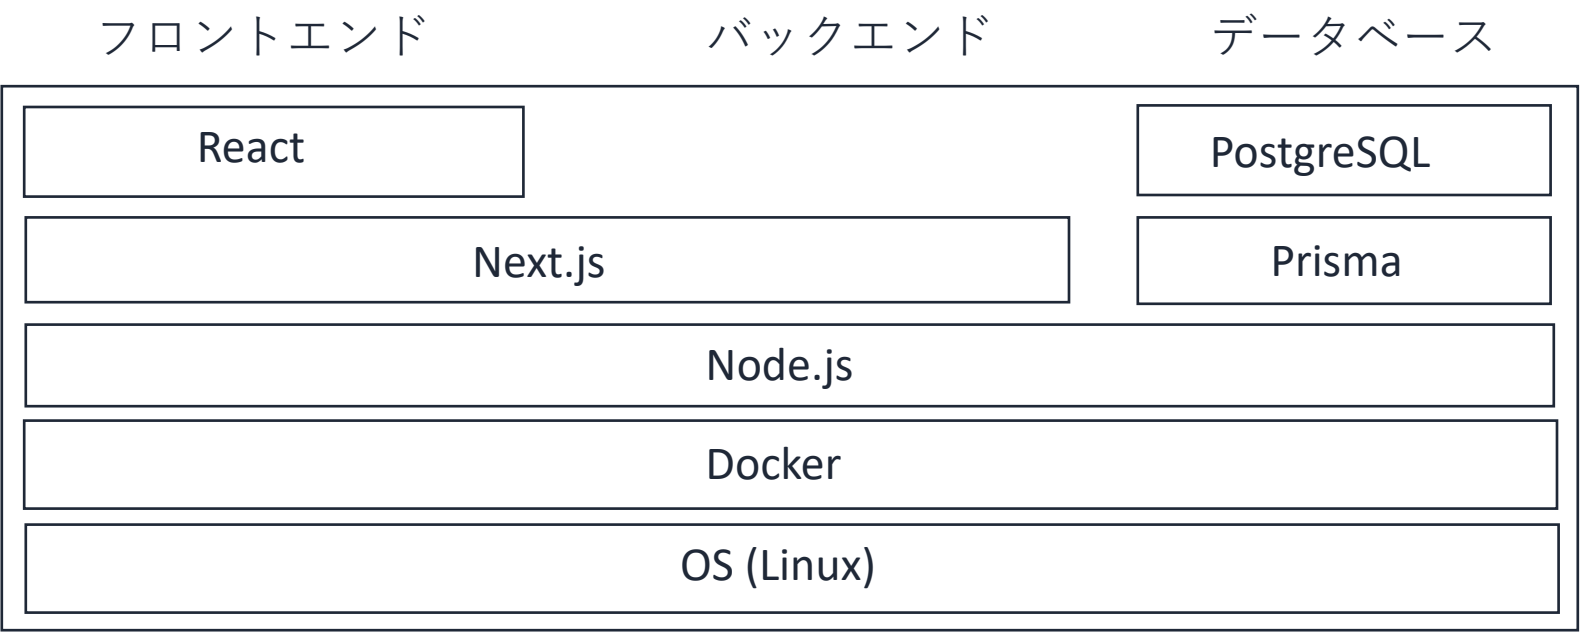 フロントエンド
バックエンド
データベース
React
PostgreSQL
Next.js
Prisma
Node.js
Docker
OS (Linux)